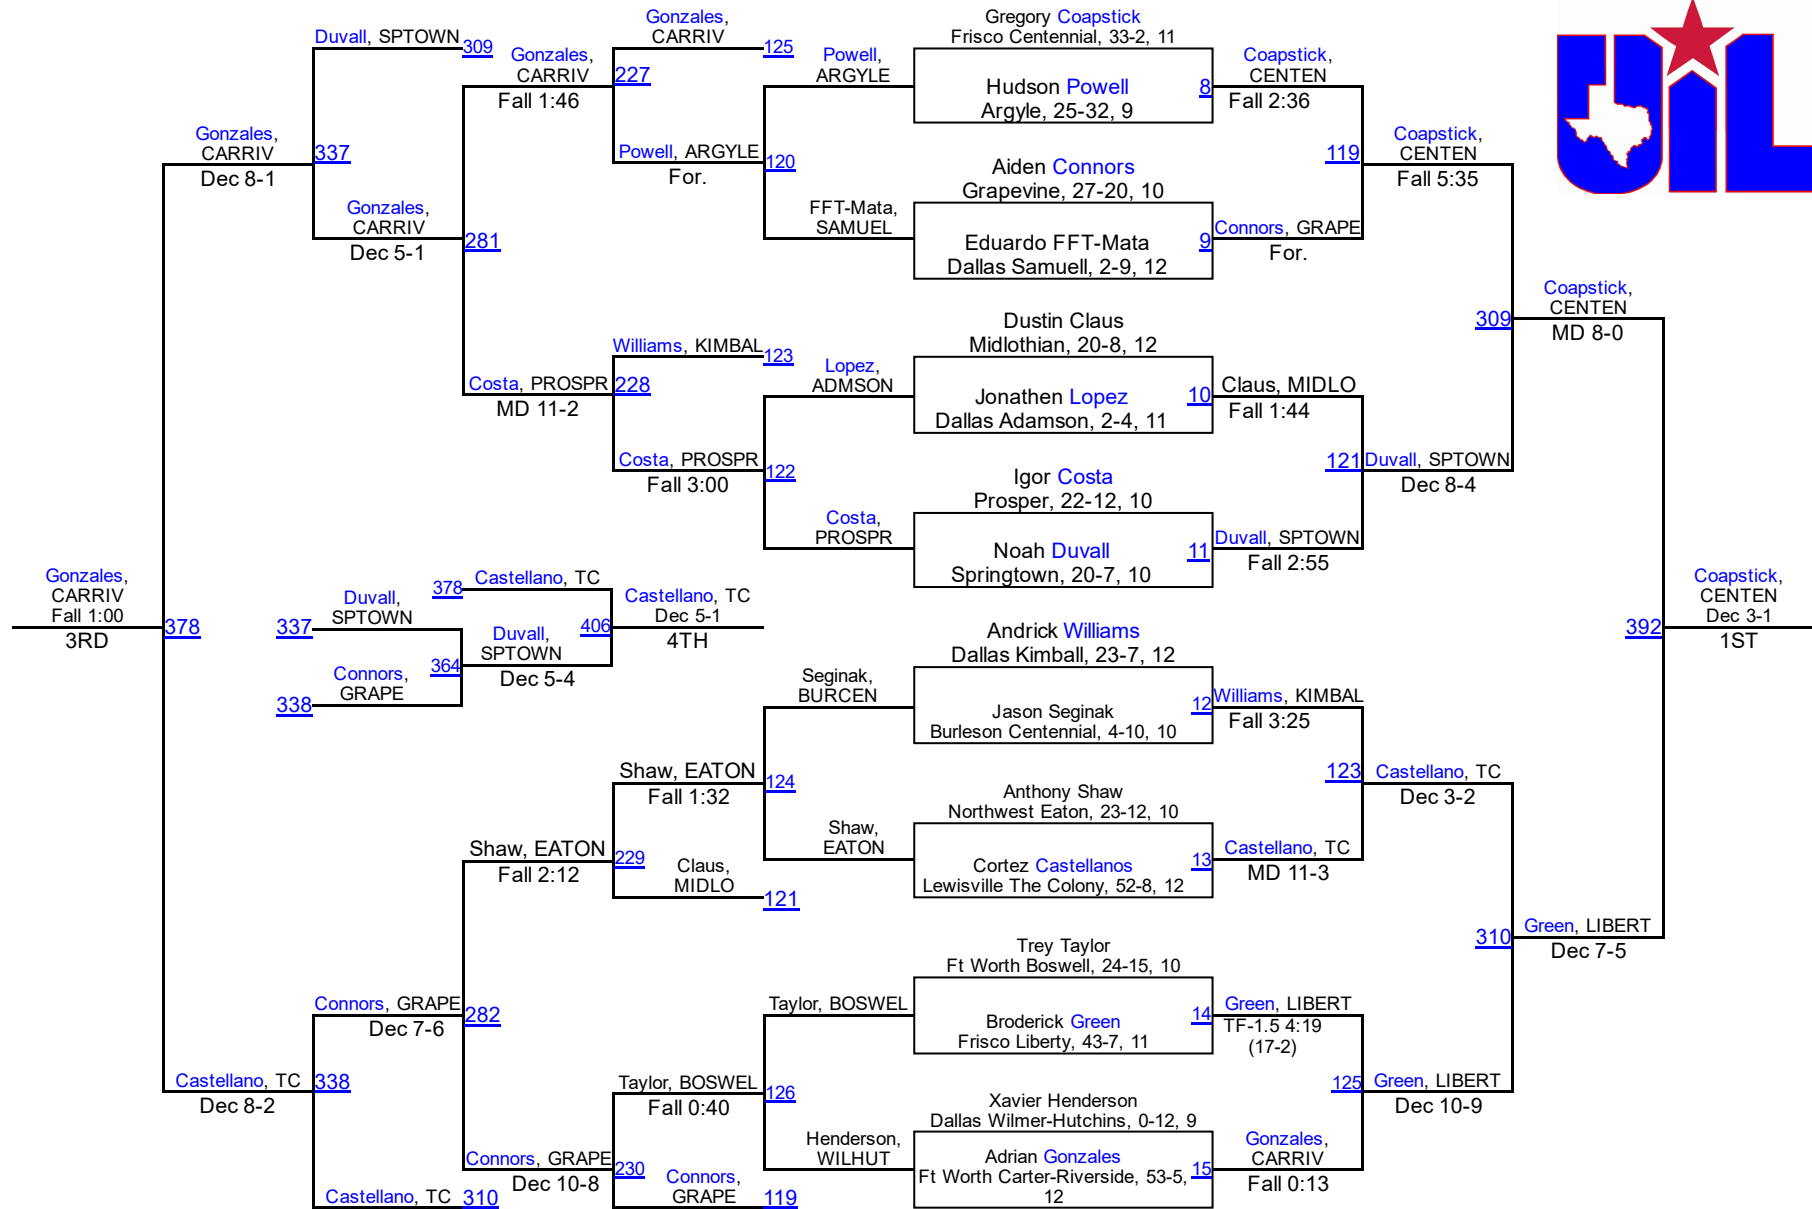 Gonzales,
CARRIV
Fall 1:00
3RD
378
Gonzales,
CARRIV
Dec 8-1
Castellano, TC
Dec 8-2
Duvall, SPTOWN
309
337
Gonzales,
CARRIV
Dec 5-1
281
337
Duvall,
SPTOWN
Connors,
GRAPE
338
364
378
Castellano, TC
Duvall,
SPTOWN
Dec 5-4
406
Castellano, TC
Dec 5-1
4TH
Connors, GRAPE
Dec 7-6
282
338
Castellano, TC
310
Gonzales,
CARRIV
Fall 1:46
227
Costa, PROSPR
MD 11-2
228
Shaw, EATON
Fall 2:12
229
Connors, GRAPE
Dec 10-8
230
Gonzales,
CARRIV
125
Powell, ARGYLE
For.
120
Williams, KIMBAL
123
Costa, PROSPR
Fall 3:00
122
Shaw, EATON
Fall 1:32
124
Claus,
MIDLO
121
Taylor, BOSWEL
Fall 0:40
126
Connors,
GRAPE
119
Powell,
ARGYLE
FFT-Mata,
SAMUEL
Lopez,
ADMSON
Costa,
PROSPR
Seginak,
BURCEN
Shaw,
EATON
Taylor, BOSWEL
Henderson,
WILHUT
Gregory Coapstick
Frisco Centennial, 33-2, 11
Hudson Powell
Argyle, 25-32, 9
8
Aiden Connors
Grapevine, 27-20, 10
Eduardo FFT-Mata
Dallas Samuell, 2-9, 12
9
Dustin Claus
Midlothian, 20-8, 12
Jonathen Lopez
Dallas Adamson, 2-4, 11
10
Igor Costa
Prosper, 22-12, 10
Noah Duvall
Springtown, 20-7, 10
11
Andrick Williams
Dallas Kimball, 23-7, 12
Jason Seginak
Burleson Centennial, 4-10, 10
12
Anthony Shaw
Northwest Eaton, 23-12, 10
Cortez Castellanos
Lewisville The Colony, 52-8, 12
13
Trey Taylor
Ft Worth Boswell, 24-15, 10
Broderick Green
Frisco Liberty, 43-7, 11
14
Xavier Henderson
Dallas Wilmer-Hutchins, 0-12, 9
Adrian Gonzales
Ft Worth Carter-Riverside, 53-5,
12
15
Coapstick,
CENTEN
Fall 2:36
Connors, GRAPE
For.
119
Claus, MIDLO
Fall 1:44
Duvall, SPTOWN
Fall 2:55
121
Williams, KIMBAL
Fall 3:25
Castellano, TC
MD 11-3
123
Green, LIBERT
TF-1.5 4:19
(17-2)
Gonzales,
CARRIV
Fall 0:13
125
Coapstick,
CENTEN
Fall 5:35
Duvall, SPTOWN
Dec 8-4
309
Castellano, TC
Dec 3-2
Green, LIBERT
Dec 10-9
310
Coapstick,
CENTEN
MD 8-0
Green, LIBERT
Dec 7-5
392
Coapstick,
CENTEN
Dec 3-1
1ST
UIL